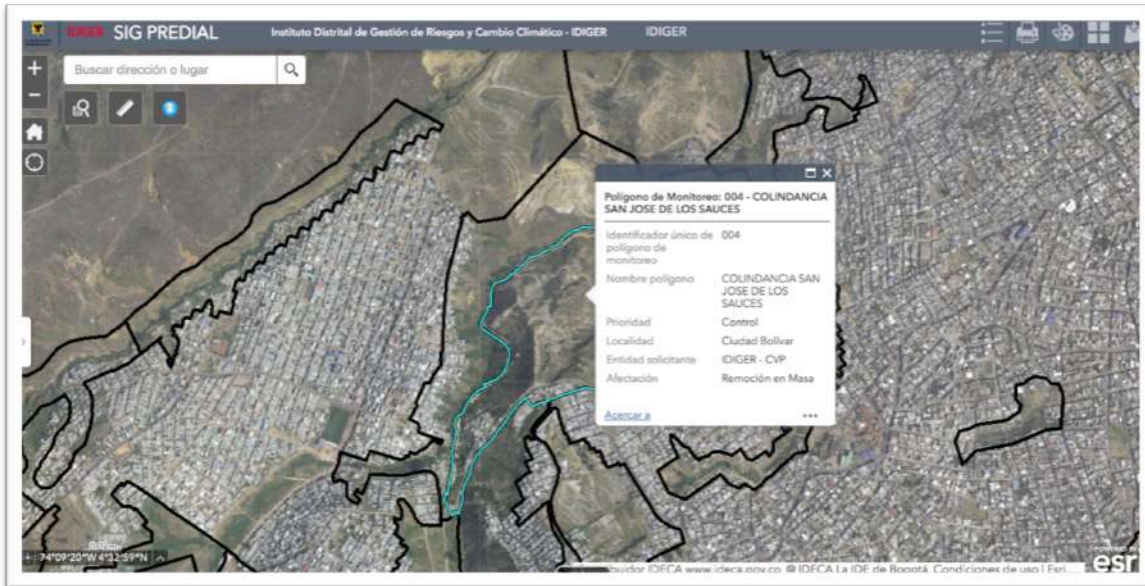 IDIGER SIG PREDIAL Instituto Distrital de Gestión de Riesgos y Cambio Climático - IDIGER IDIGER
+
Buscar dirección o lugar
-
Polígono de Monitoreo: 004 - COLINDANCIA
SAN JOSE DE LOS SAUCES
Identificador único de 004
polígono de
monitoreo
Nombre polígono COLINDANCIA SAN
JOSE DE LOS
SAUCES
Prioridad Control
Localidad Ciudad Bolívar
Entidad solicitante IDIGER - CVP
Afectación Remoción en Masa
Acercar a ...
74°09'20"W 4°32'59"N
IDECA www.ideca.gov.co @ IDECA La IDE de Bogotá Condiciones de uso | Esri
POWERED BY
esri